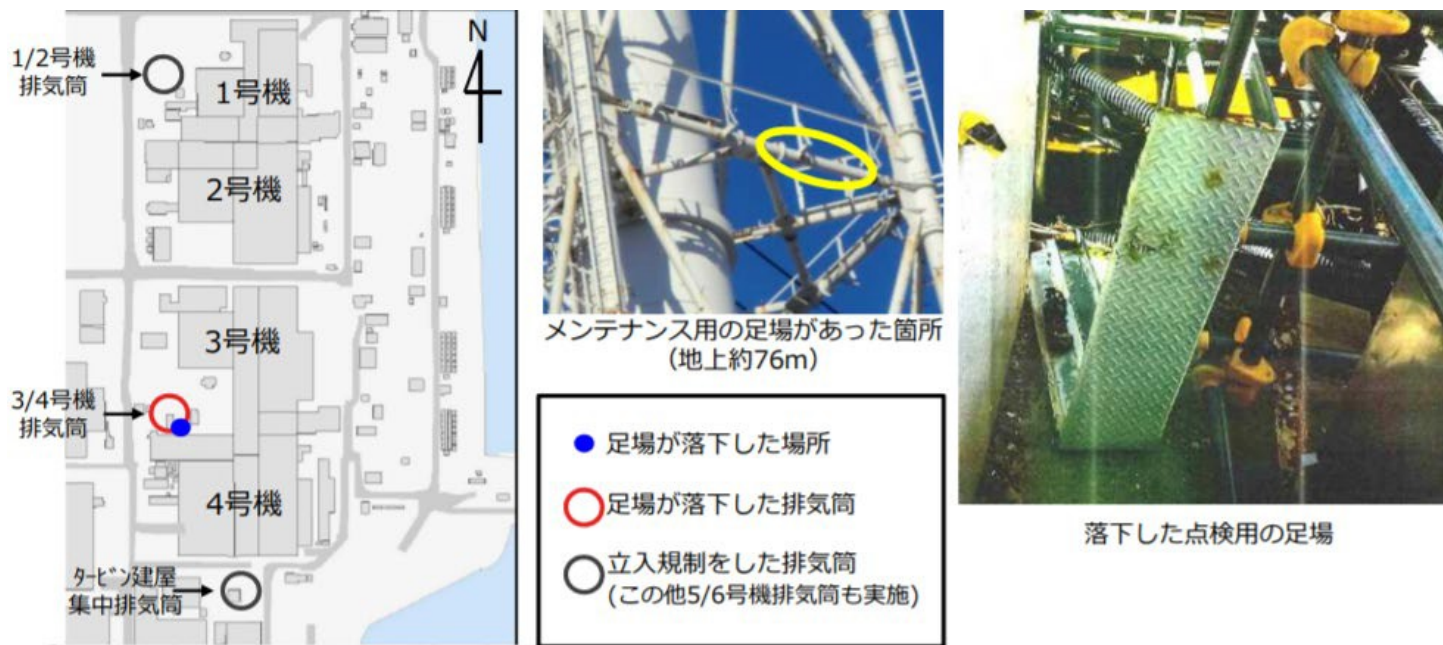 1/2号機
排気筒
1号機
N
2号機
3号機
3/4号機
排気筒
4号機
ﾀｰﾋﾞﾝ建屋
集中排気筒
メンテナンス用の足場があった箇所
(地上約76m)
足場が落下した場所
足場が落下した排気筒
立入規制をした排気筒
(この他5/6号機排気筒も実施)
落下した点検用の足場